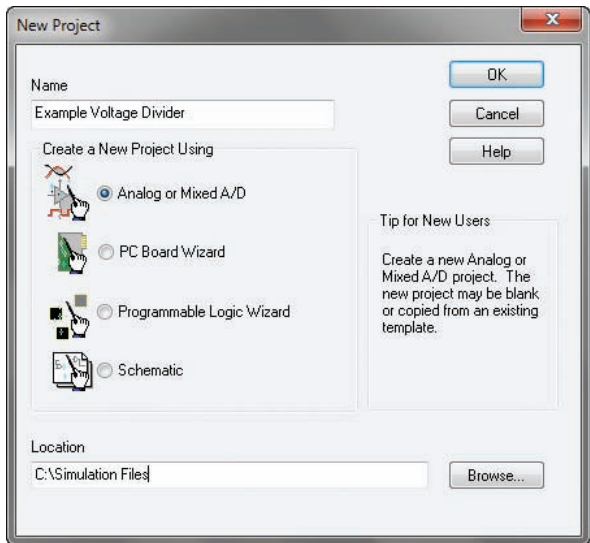 New Project
Name
Example Voltage Divider
OK
Cancel
Help
Create a New Project Using
Analog or Mixed A/D
PC Board Wizard
Programmable Logic Wizard
Schematic
Tip for New Users
Create a new Analog or
Mixed A/D project. The
new project may be blank
or copied from an existing
template.
Location
C:\Simulation Files
Browse...